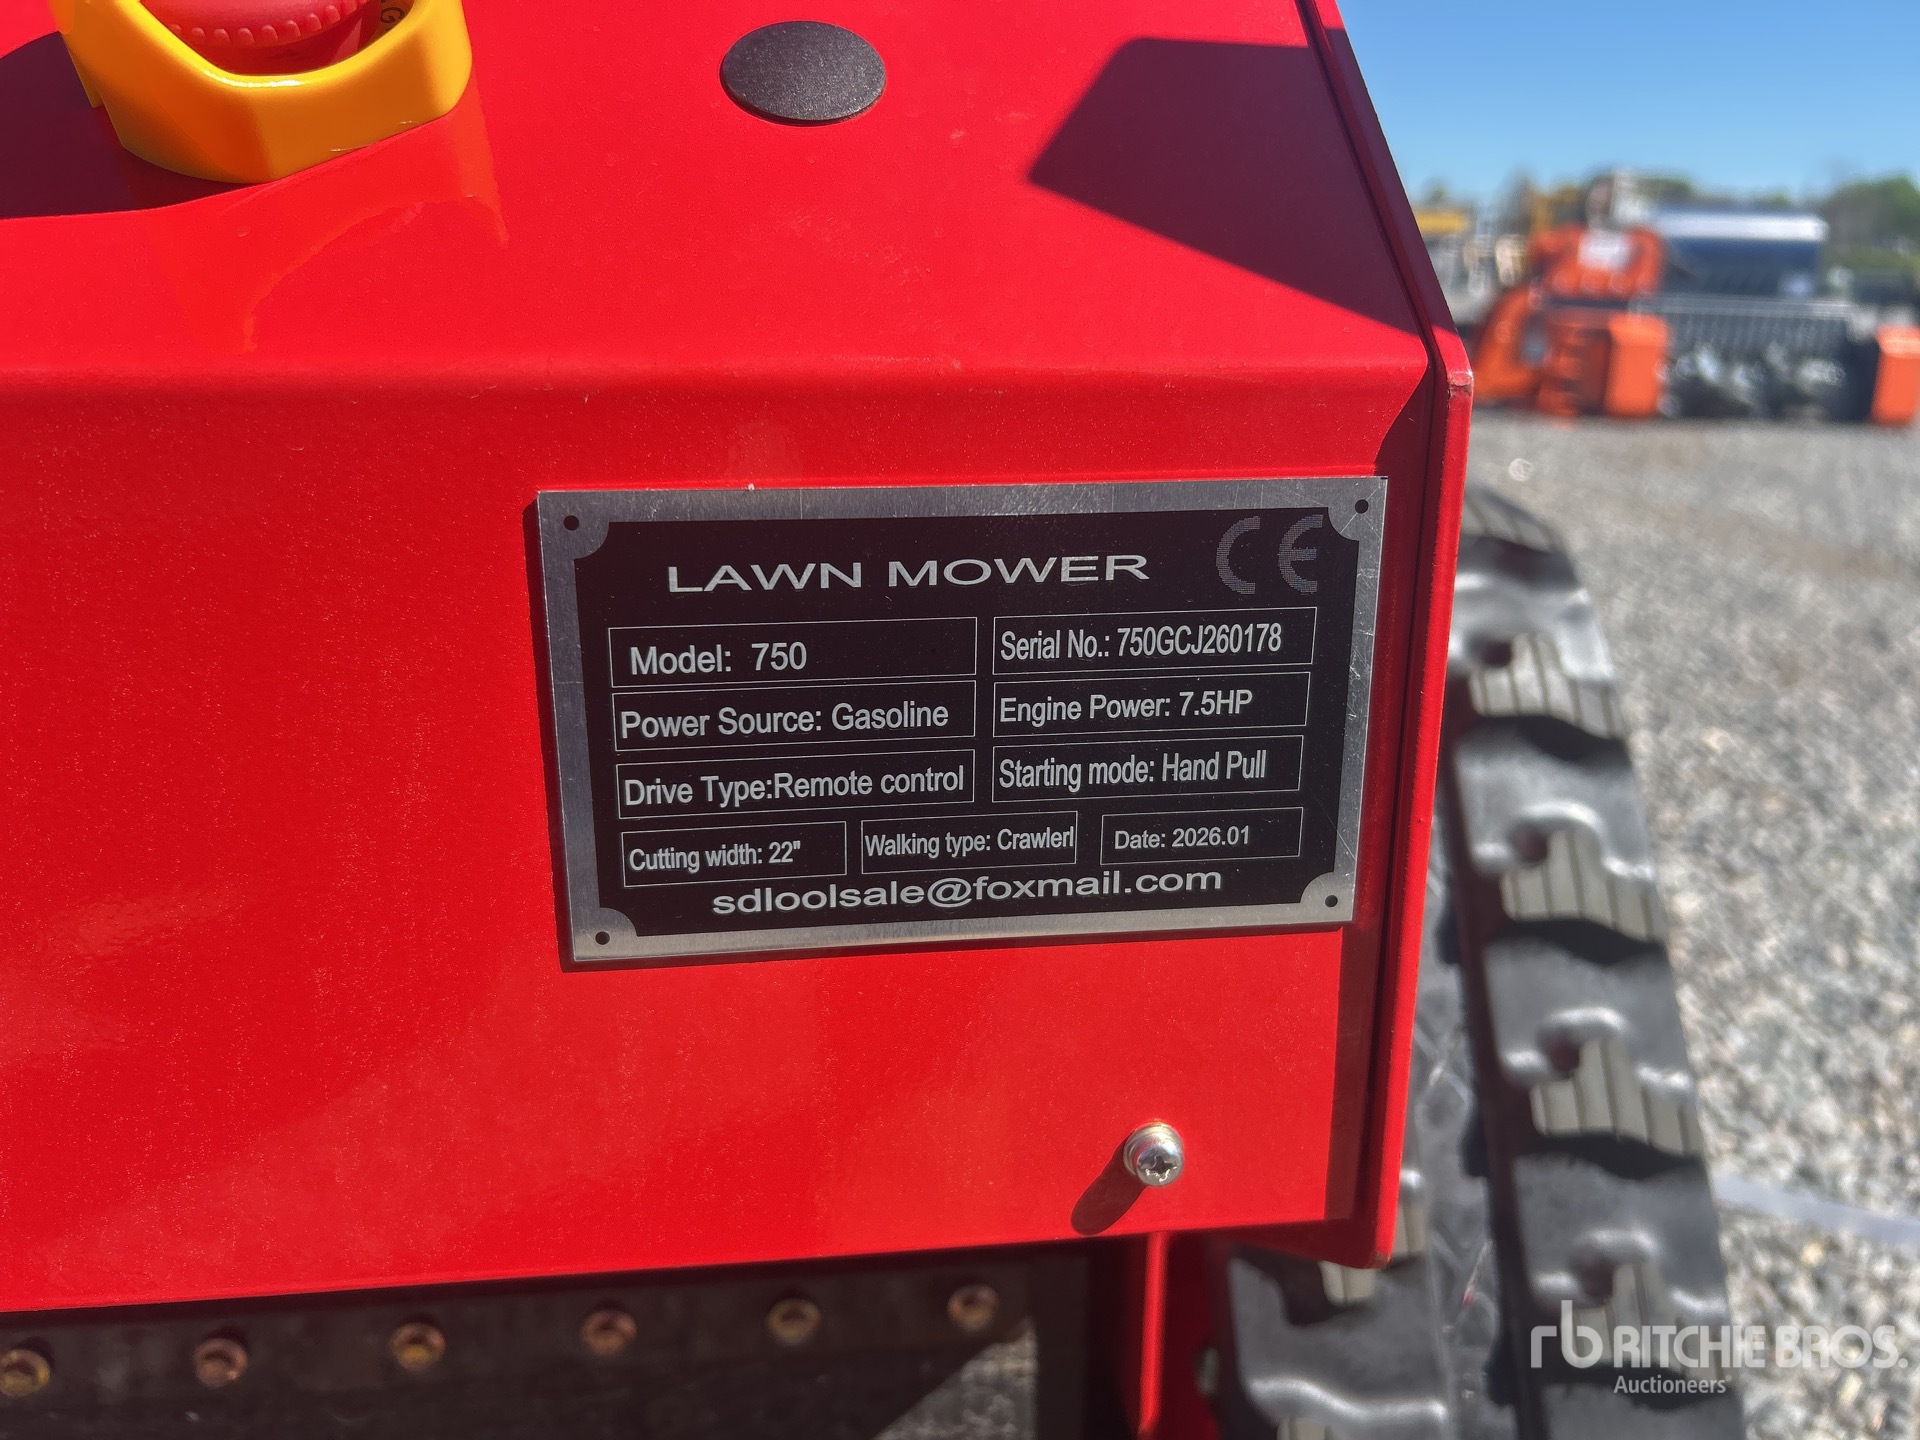 LAWN MOWER CE
Model: 750
Serial No.: 750GCJ260178
Power Source: Gasoline
Engine Power: 7.5HP
Drive Type:Remote control
Starting mode: Hand Pull
Cutting width: 22"
Walking type: Crawlerl
Date: 2026.01
sdloolsale@foxmail.com
rb RITCHIE BROS.
Auctioneers